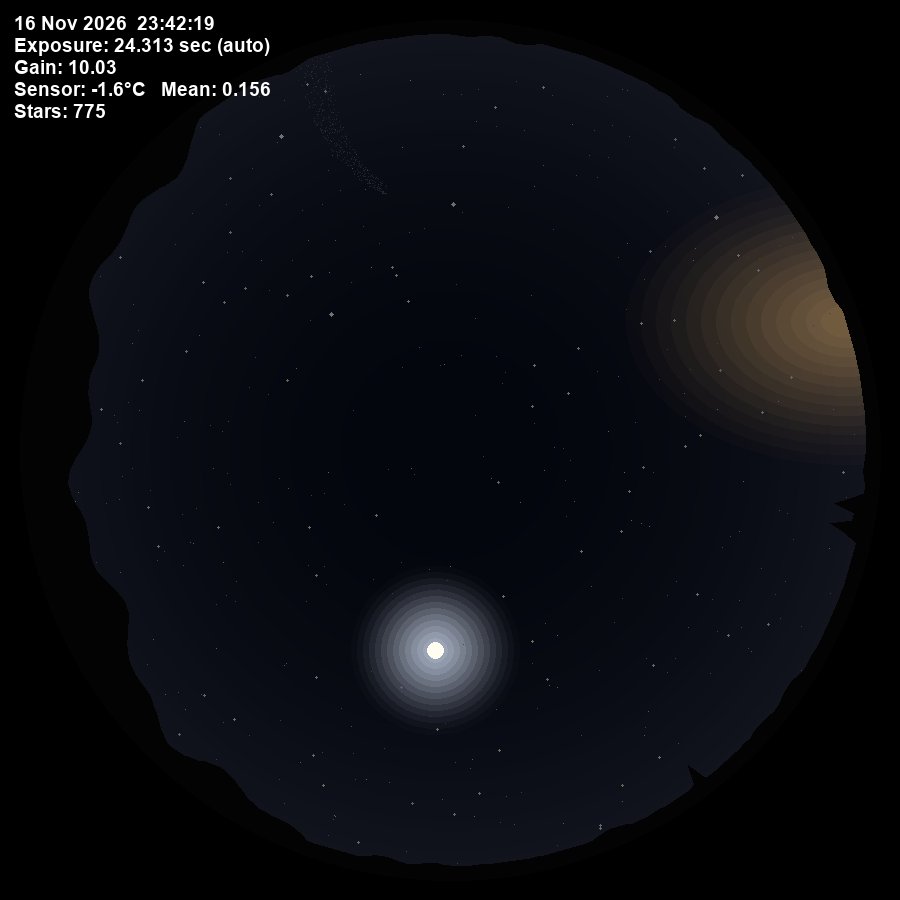 16 Nov 2026  23:42:19
Exposure: 24.313 sec (auto)
Gain: 10.03
Sensor: -1.6°C   Mean: 0.156
Stars: 775